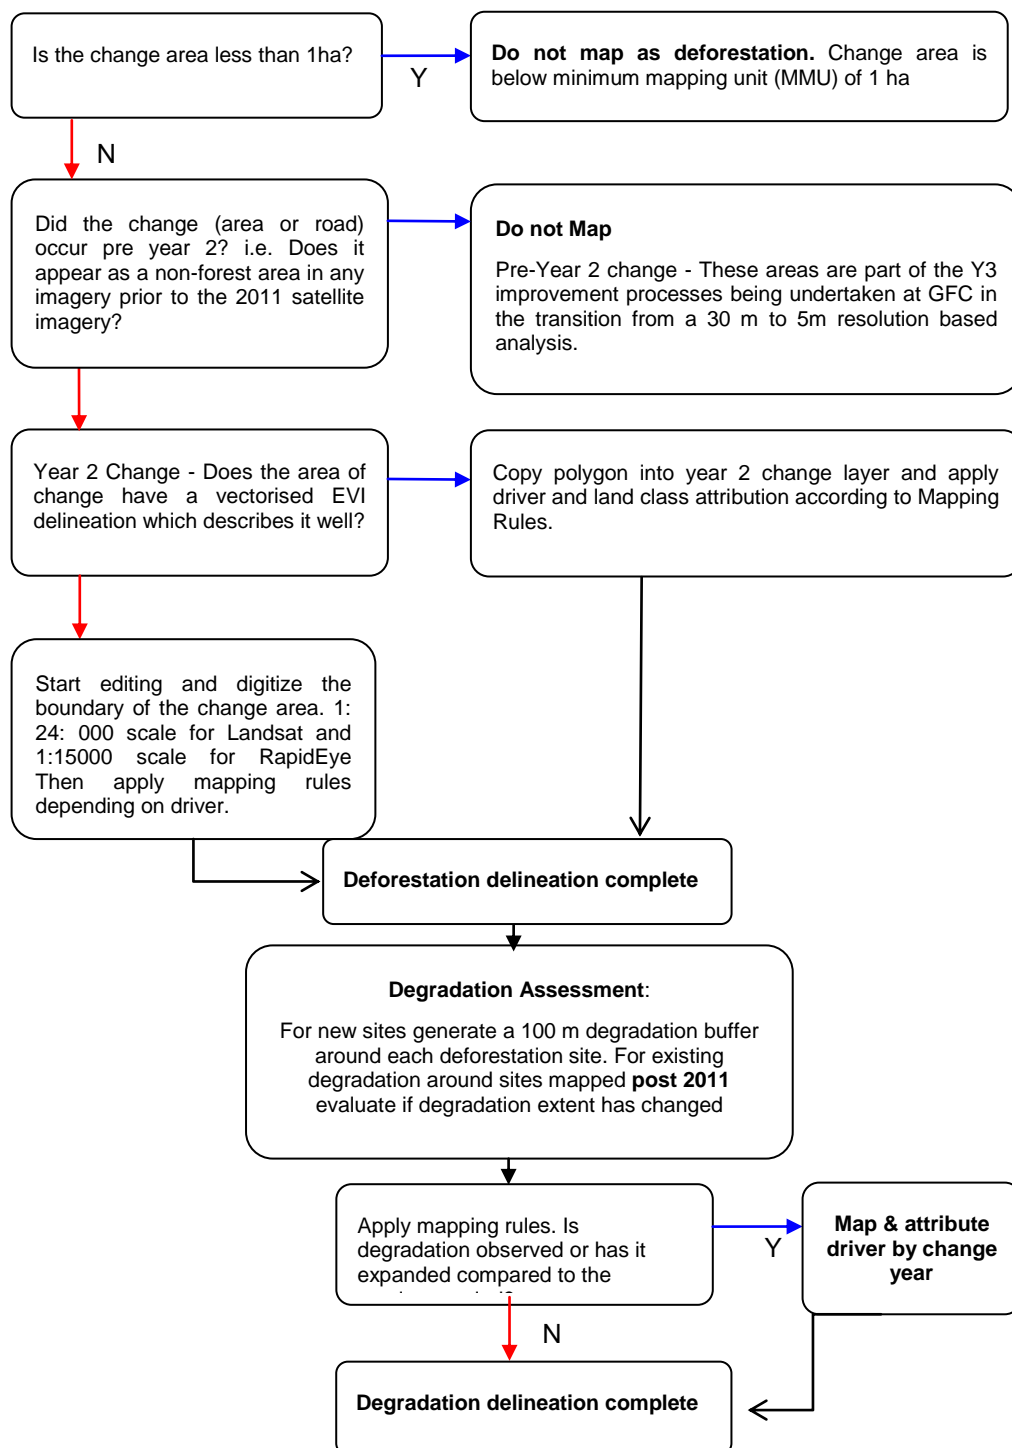 Is the change area less than 1ha?
Y
Do not map as deforestation. Change area is
below minimum mapping unit (MMU) of 1 ha
N
Did the change (area or road)
occur pre year 2? i.e. Does it
appear as a non-forest area in any
imagery prior to the 2011 satellite
imagery?
Do not Map
Pre-Year 2 change - These areas are part of the Y3
improvement processes being undertaken at GFC in
the transition from a 30 m to 5m resolution based
analysis.
Year 2 Change - Does the area of
change have a vectorised EVI
delineation which describes it well?
Copy polygon into year 2 change layer and apply
driver and land class attribution according to Mapping
Rules.
Start editing and digitize the
boundary of the change area. 1:
24: 000 scale for Landsat and
1:15000 scale for RapidEye
Then apply mapping rules
depending on driver.
Deforestation delineation complete
Degradation Assessment:
For new sites generate a 100 m degradation buffer
around each deforestation site. For existing
degradation around sites mapped post 2011
evaluate if degradation extent has changed
Apply mapping rules. Is
degradation observed or has it
expanded compared to the
Y
Map & attribute
driver by change
year
N
Degradation delineation complete